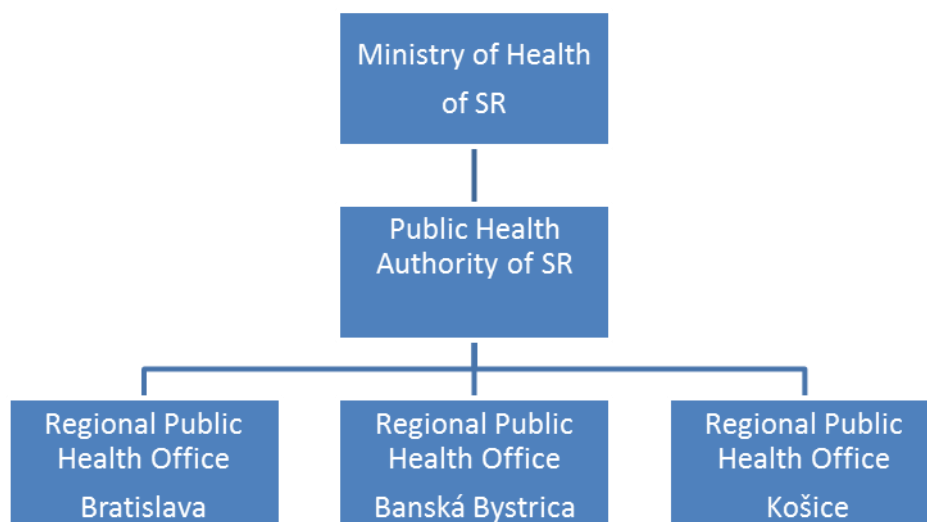 Ministry of Health
of SR
Public Health
Authority of SR
Regional Public
Health Office
Bratislava
Regional Public
Health Office
Banská Bystrica
Regional Public
Health Office
Košice